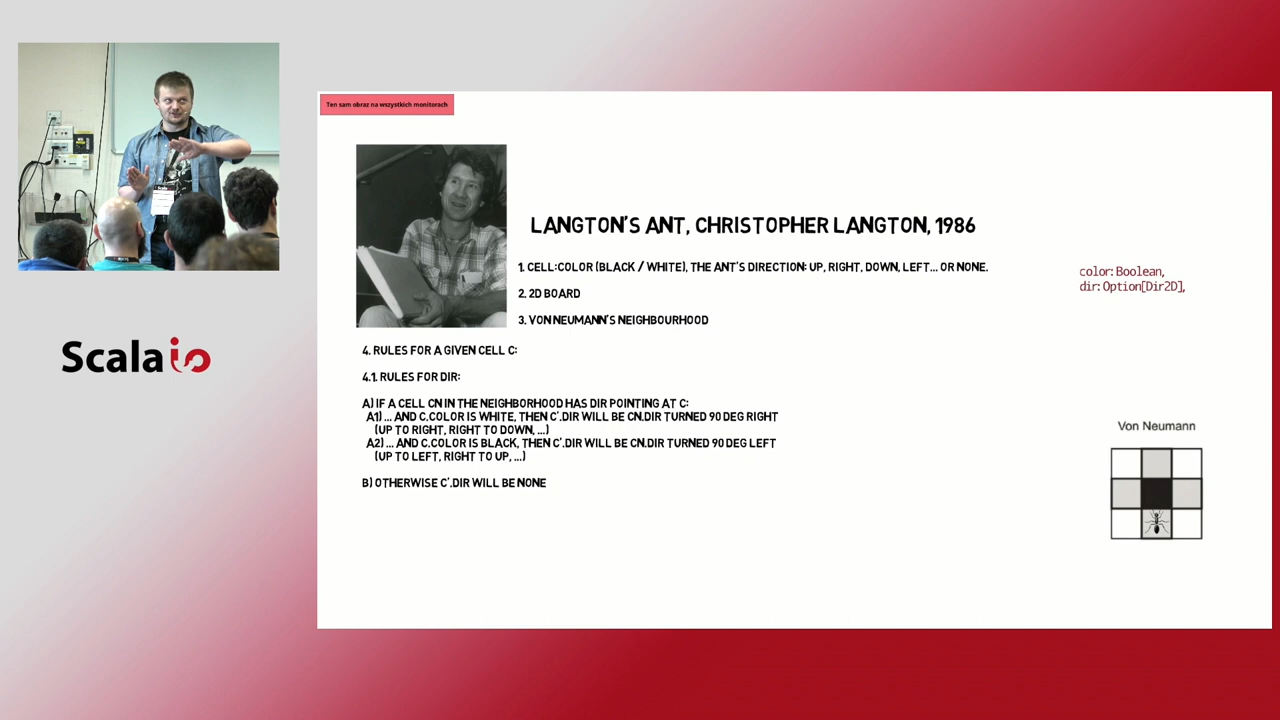 Ten sam obraz na wszystkich monitorach
LANGTON'S ANT, CHRISTOPHER LANGTON, 1986
1. CELL:COLOR (BLACK / WHITE), THE ANT'S DIRECTION: UP, RIGHT, DOWN, LEFT... OR NONE.
color: Boolean,
dir: Option[Dir2D],
2. 2D BOARD
3. VON NEUMANN'S NEIGHBOURHOOD
Scala io
4. RULES FOR A GIVEN CELL C:
4.1. RULES FOR DIR:
A) IF A CELL CN IN THE NEIGHBORHOOD HAS DIR POINTING AT C:
A1) ... AND C.COLOR IS WHITE, THEN C'.DIR WILL BE CN.DIR TURNED 90 DEG RIGHT
(UP TO RIGHT, RIGHT TO DOWN, ...)
A2) ... AND C.COLOR IS BLACK, THEN C'.DIR WILL BE CN.DIR TURNED 90 DEG LEFT
(UP TO LEFT, RIGHT TO UP, ...)
B) OTHERWISE C'.DIR WILL BE NONE
Von Neumann